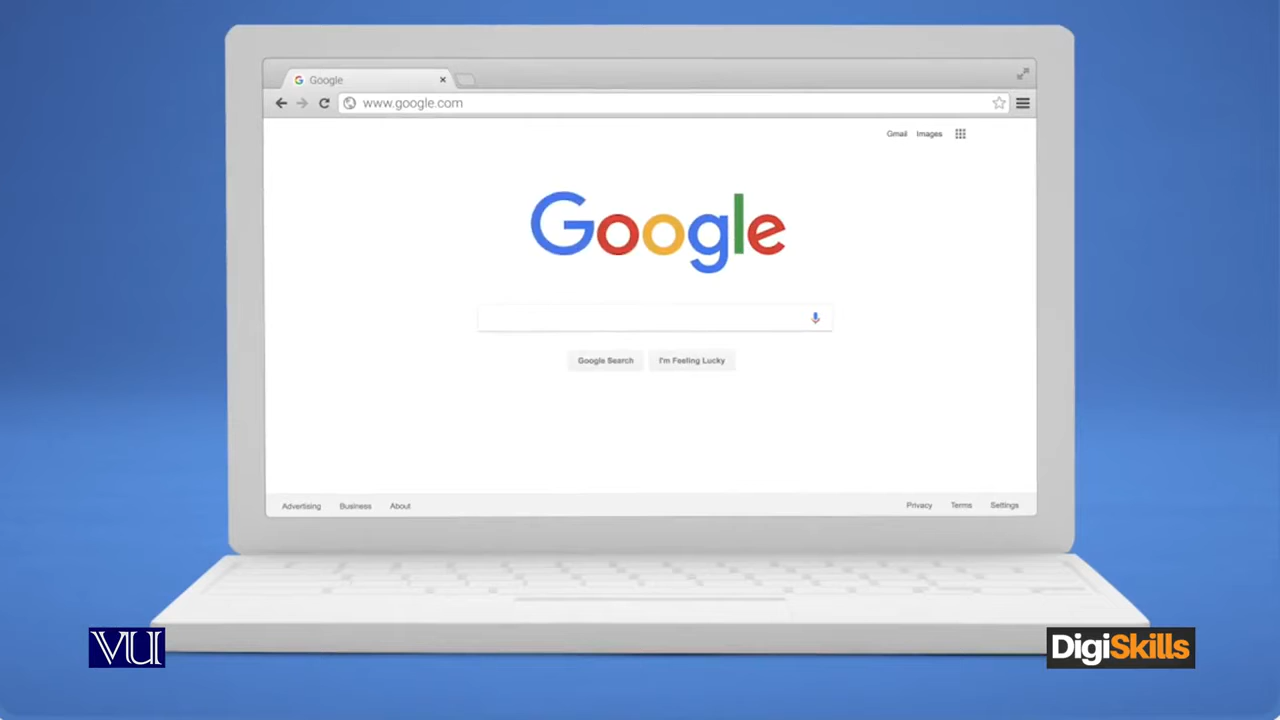 Google
www.google.com
Gmail Images
Google
Google Search I'm Feeling Lucky
Advertising Business About Privacy Terms Settings
VU DigiSkills